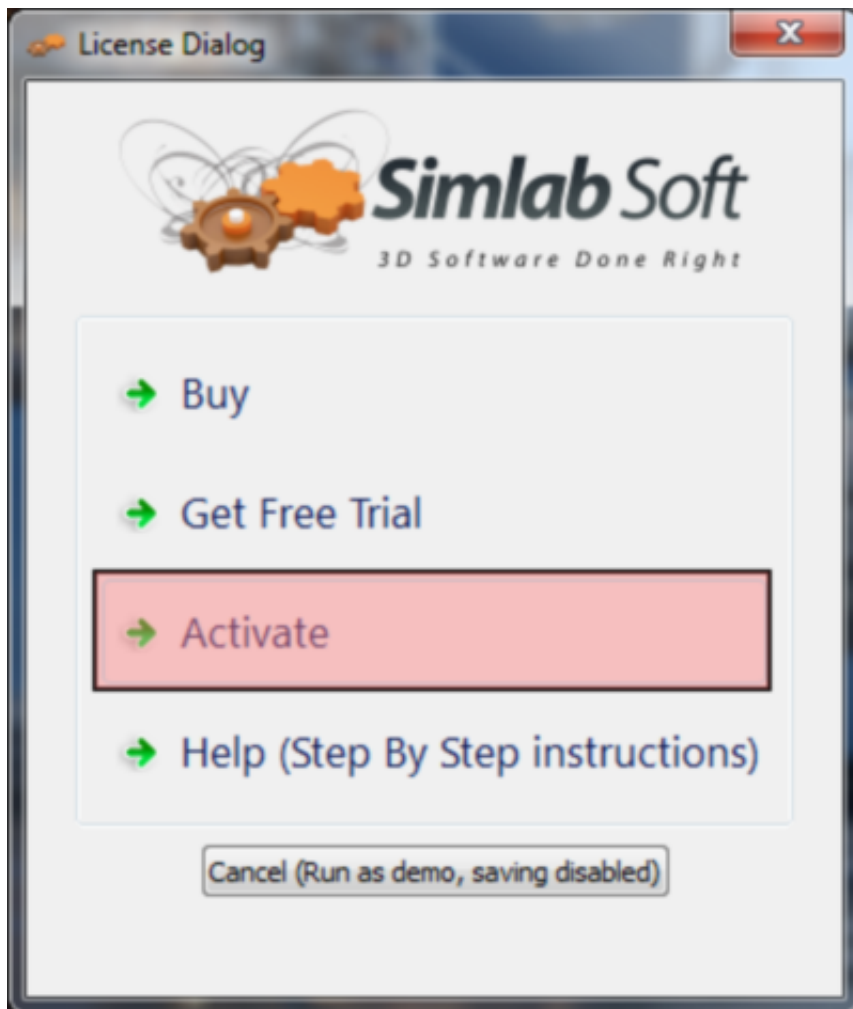 License Dialog
Simlab Soft
3D Software Done Right
Buy
Get Free Trial
Activate
Help (Step By Step instructions)
Cancel (Run as demo, saving disabled)